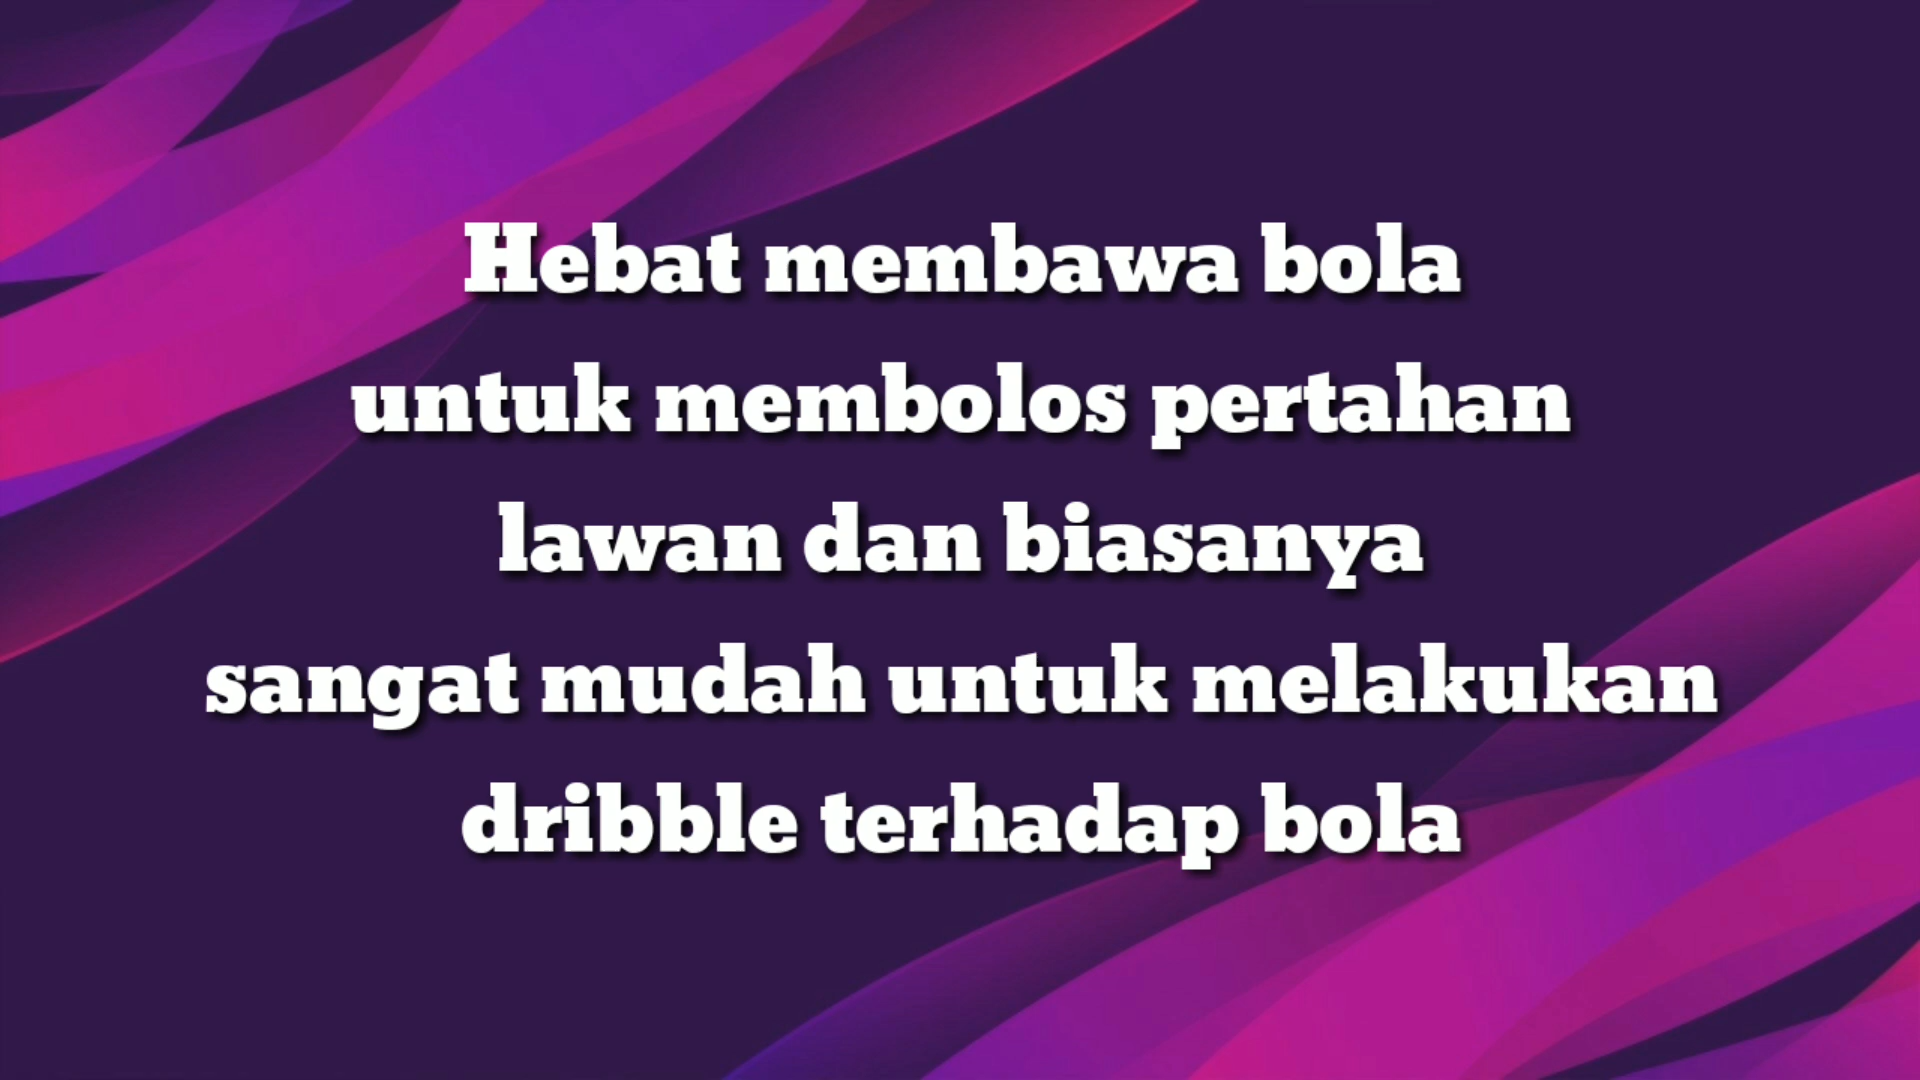 Hebat membawa bola
untuk membolos pertahan
lawan dan biasanya
sangat mudah untuk melakukan
dribble terhadap bola